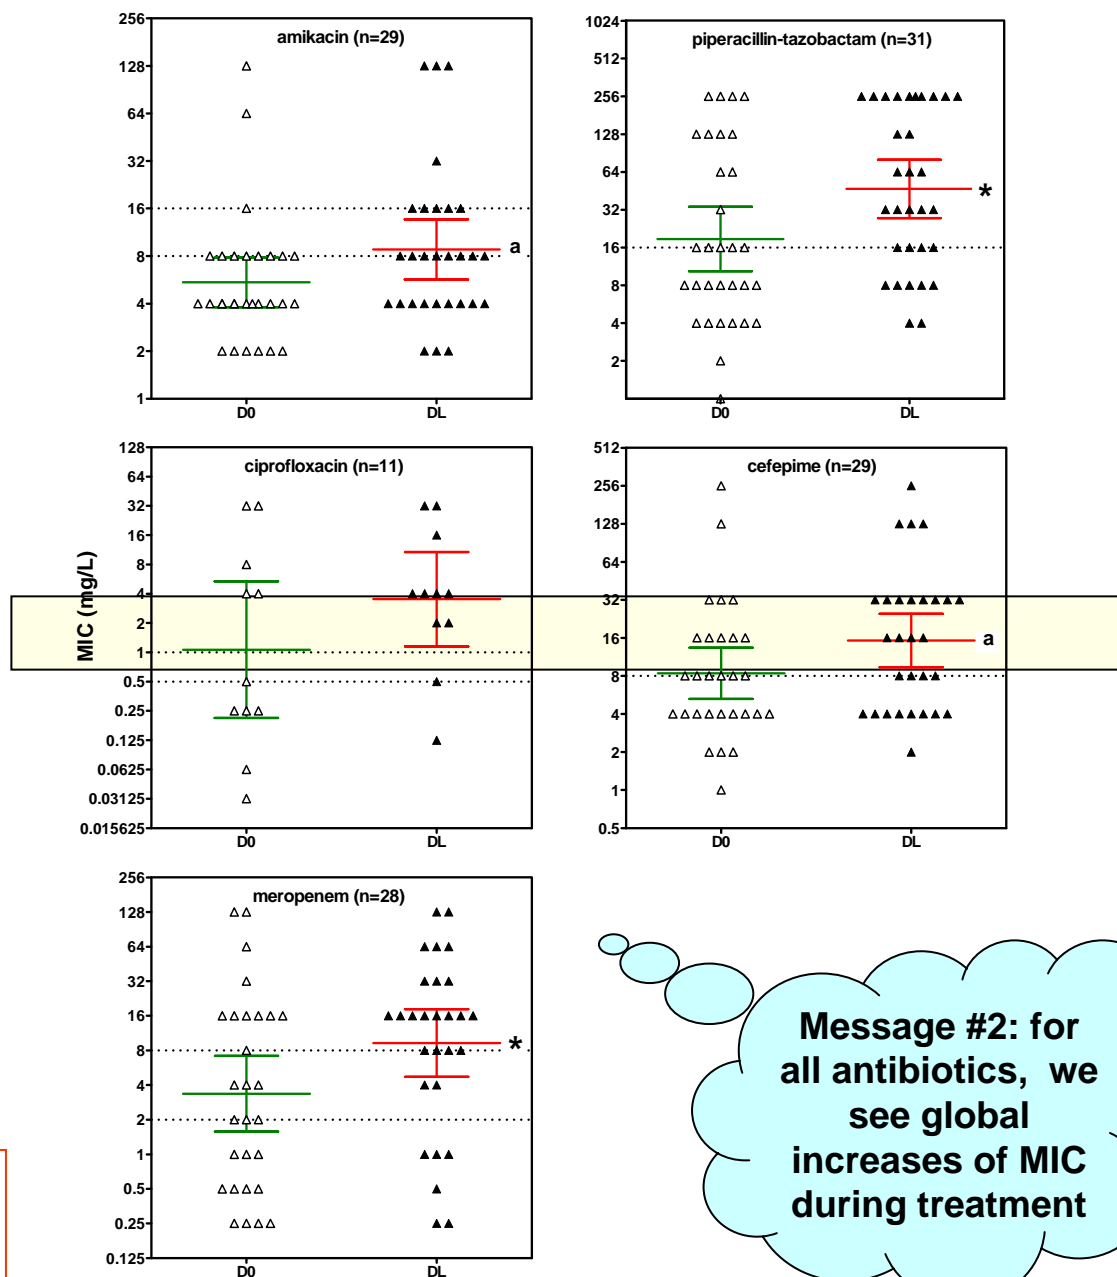 amikacin (n=29)
256
128
64
32
16
8
4
2
1
a
D0
DL
piperacillin-tazobactam (n=31)
1024
512
256
128
64
32
16
8
4
2
*
D0
DL
MIC (mg/L)
ciprofloxacin (n=11)
128
64
32
16
8
4
2
1
0.5
0.25
0.125
0.0625
0.03125
0.015625
D0
DL
cefepime (n=29)
512
256
128
64
32
16
8
4
2
1
0.5
a
D0
DL
meropenem (n=28)
256
128
64
32
16
8
4
2
1
0.5
0.25
0.125
*
D0
DL
Message #2: for
all antibiotics, we
see global
increases of MIC
during treatment